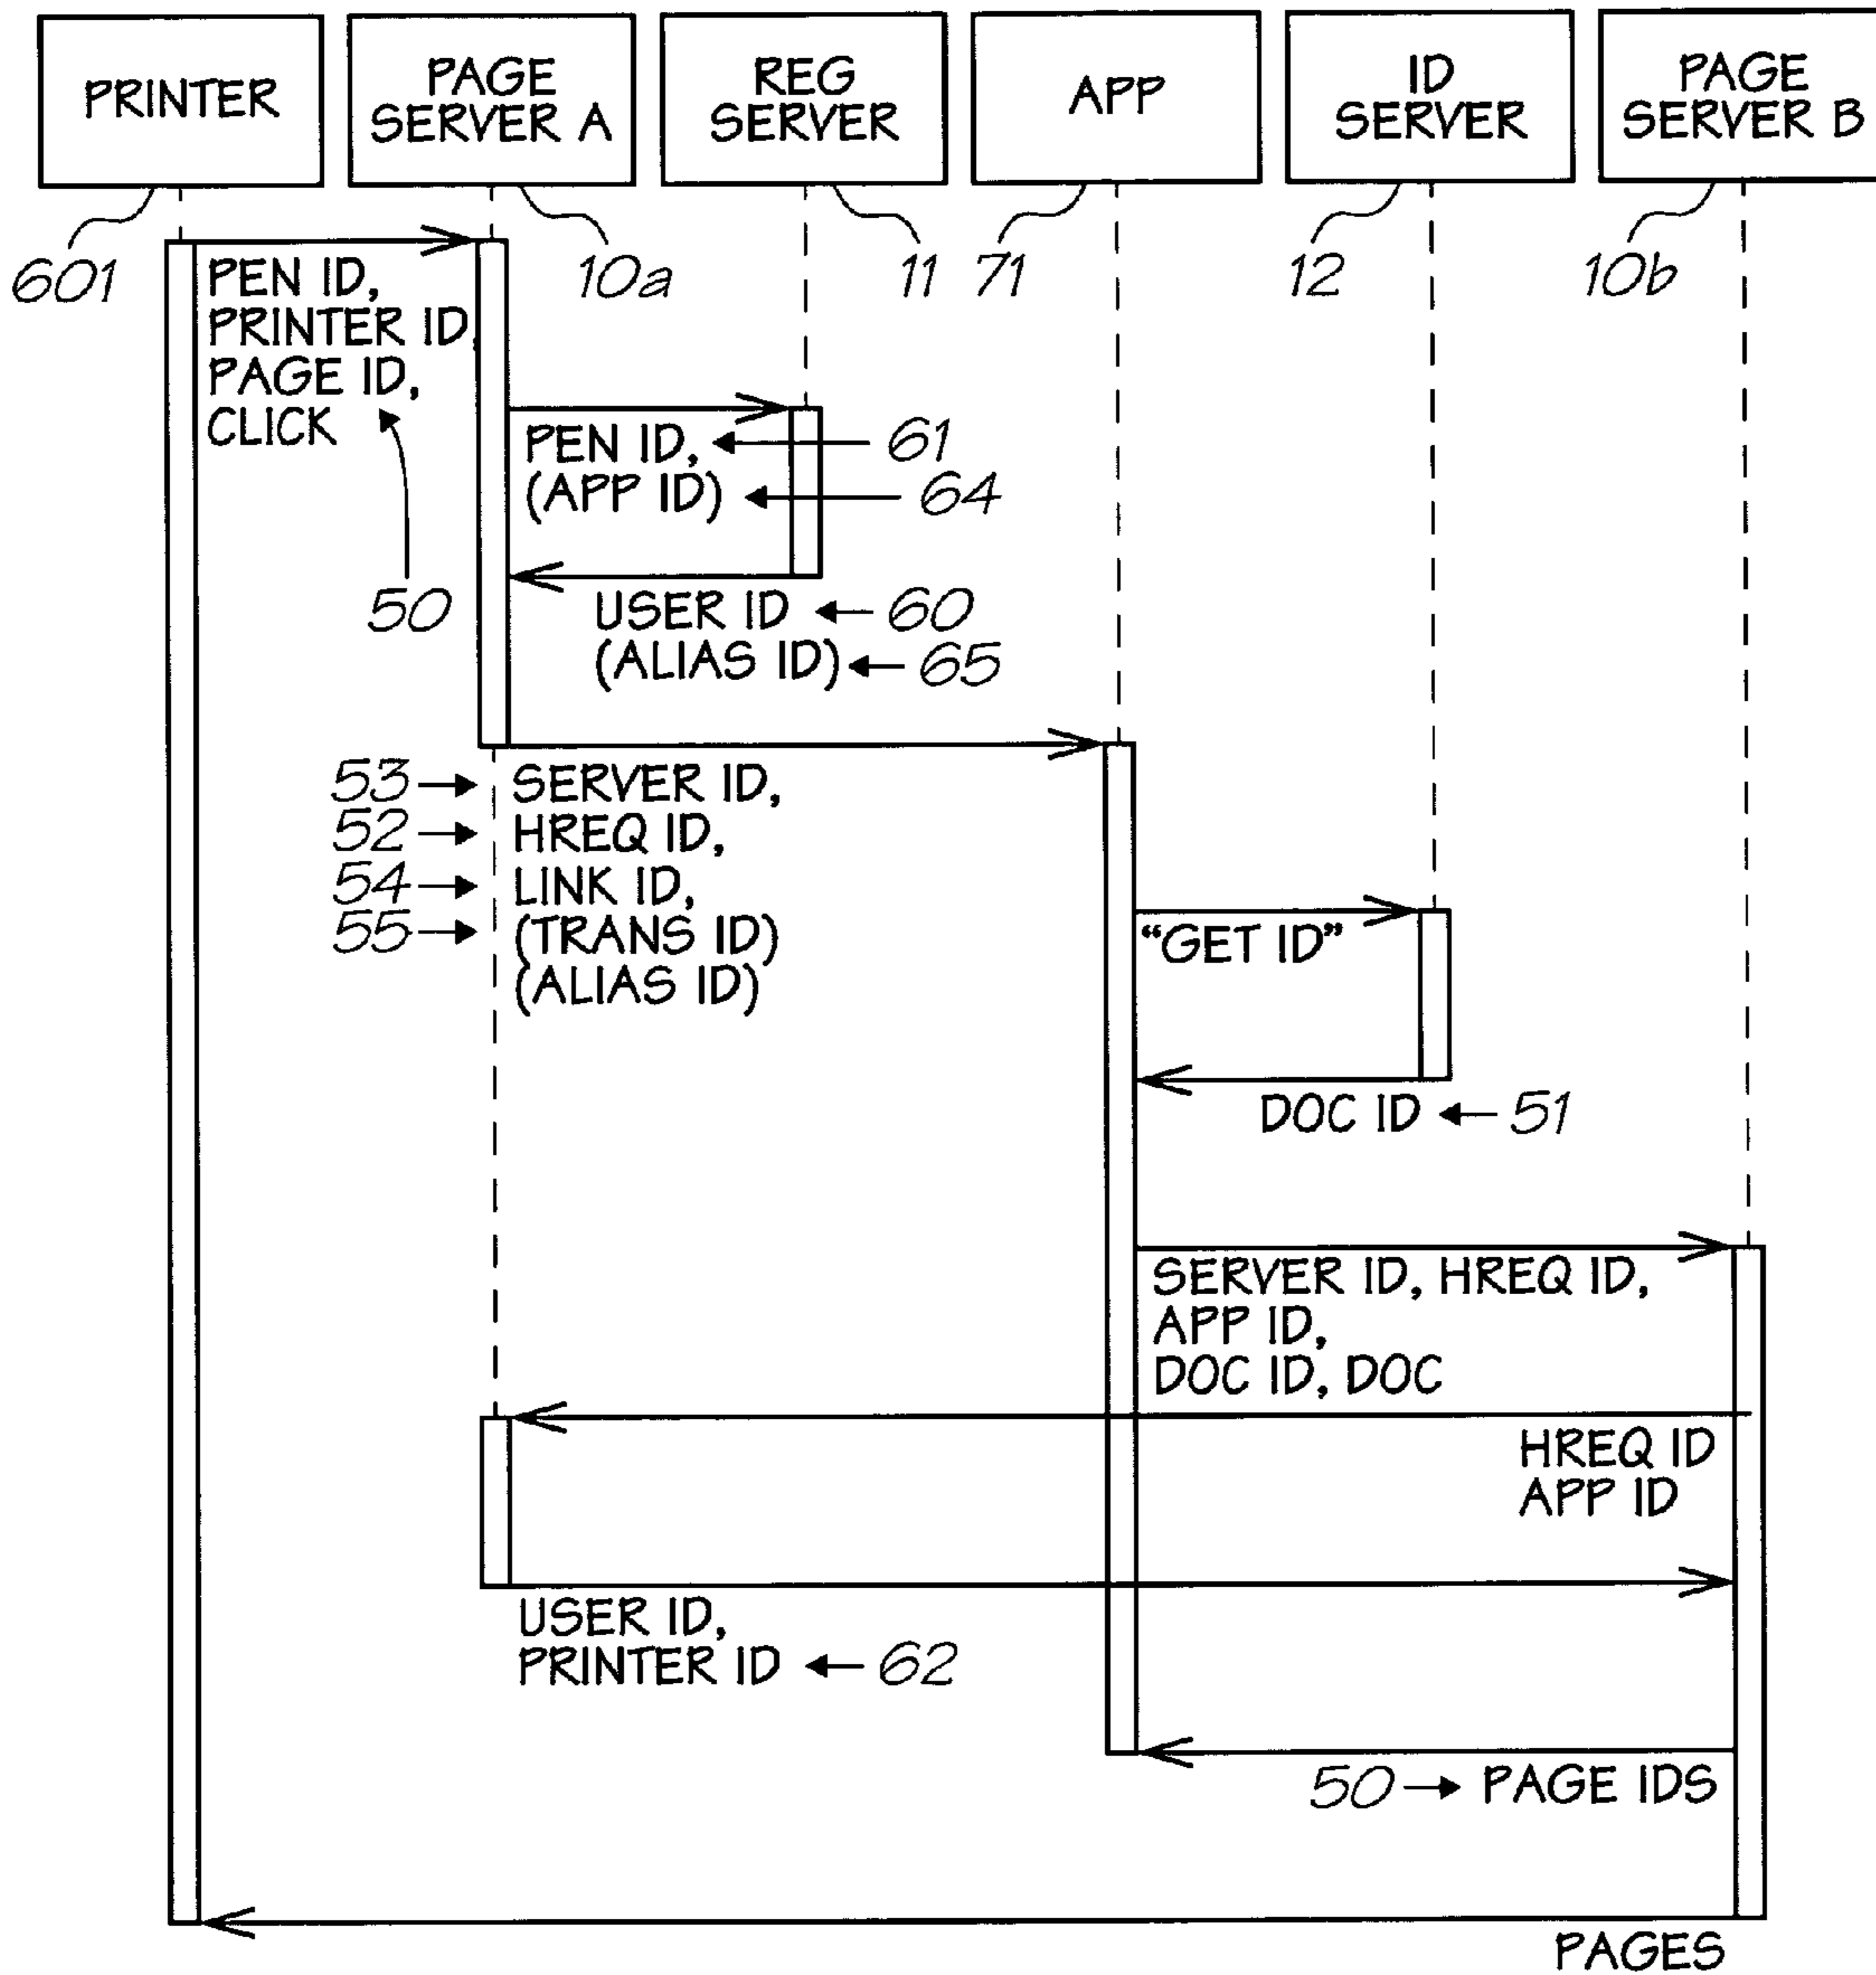 PRINTER
PAGE
SERVER A
REG
SERVER
APP
ID
SERVER
PAGE
SERVER B
601
10a
11
71
12
10b
PEN ID,
PRINTER ID
PAGE ID,
CLICK
50
PEN ID,
61
(APP ID)
64
USER ID
60
(ALIAS ID)
65
53
SERVER ID,
52
HREQ ID,
54
LINK ID,
55
(TRANS ID)
(ALIAS ID)
“GET ID”
DOC ID
51
SERVER ID, HREQ ID,
APP ID,
DOC ID, DOC
HREQ ID
APP ID
USER ID,
PRINTER ID
62
50
PAGE IDS
PAGES